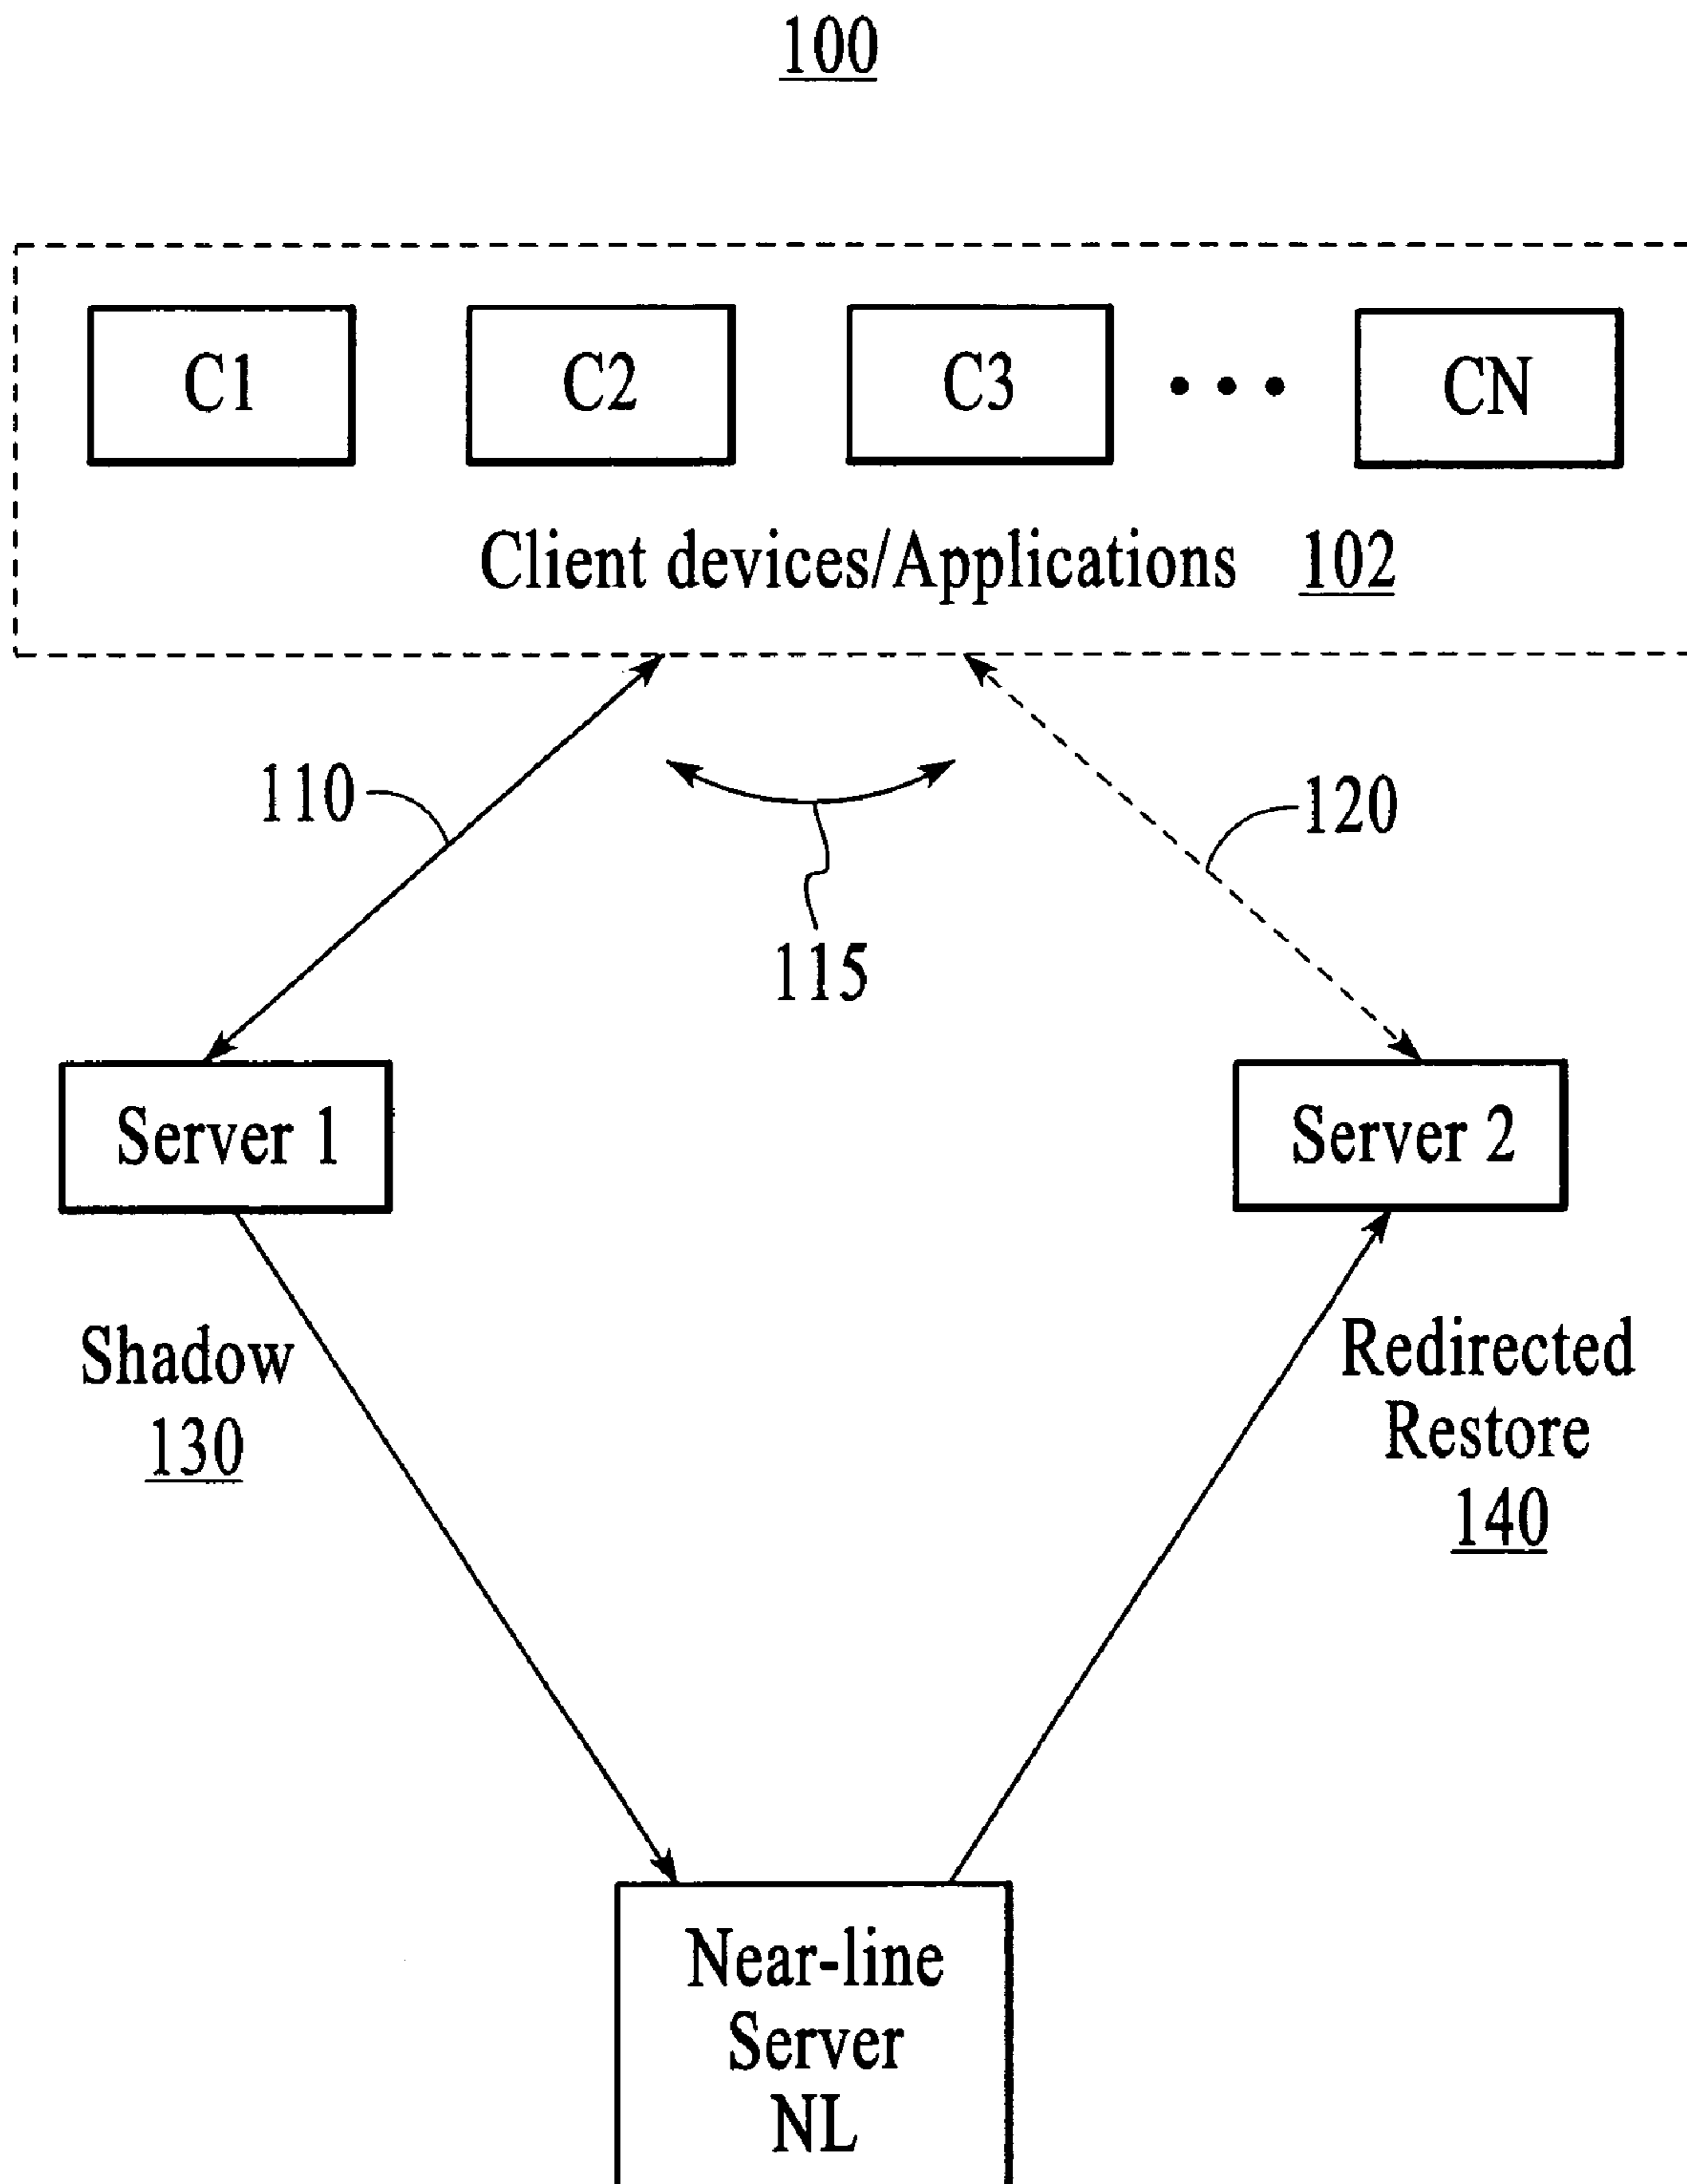 100
C1 C2 C3 ••• CN
Client devices/Applications 102
110
120
115
Server 1
Server 2
Shadow
130
Redirected
Restore
140
Near-line
Server
NL